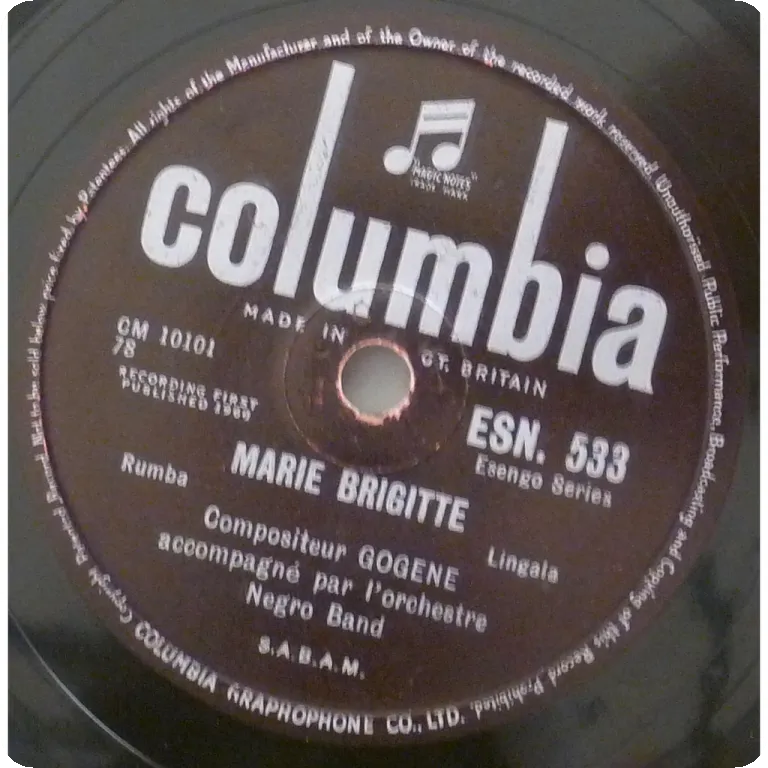 Copyright Reserved Record. Not to be sold below price fixed by Patentees. All rights of the Manufacturer and of the Owner of the recorded work reserved. Unauthorised Public Performance, Broadcasting and Copying of this Record Prohibited.
"MAGIC NOTES"
TRADE MARK
columbia
MADE IN GT. BRITAIN
CM 10101
78
RECORDING FIRST
PUBLISHED
ESN. 533
Esengo Series
MARIE BRIGITTE
Rumba
Lingala
Compositeur GOGENE
accompagné par l'orchestre
Negro Band
S.A.B.A.M.
COLUMBIA GRAPHOPHONE CO., LTD.